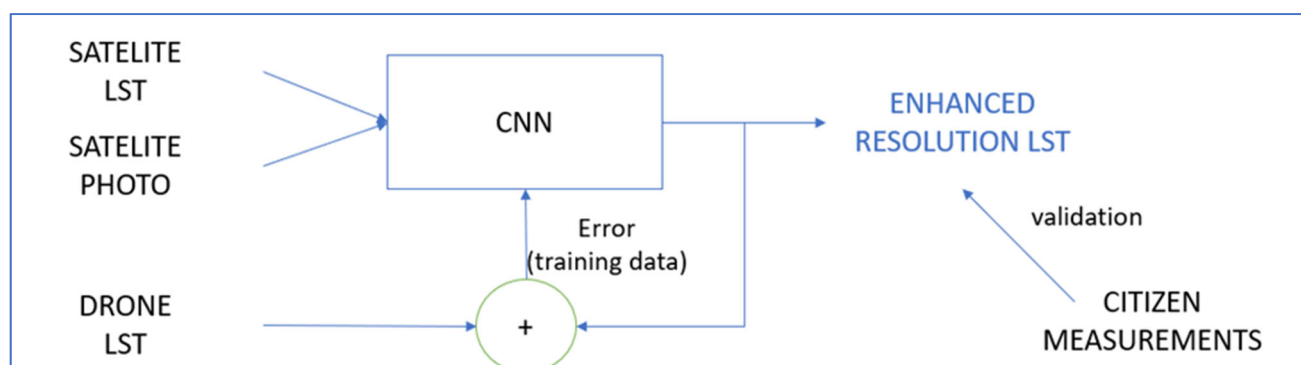 SATELITE
LST
SATELITE
PHOTO
CNN
ENHANCED
RESOLUTION LST
validation
Error
(training data)
DRONE
LST
+
CITIZEN
MEASUREMENTS